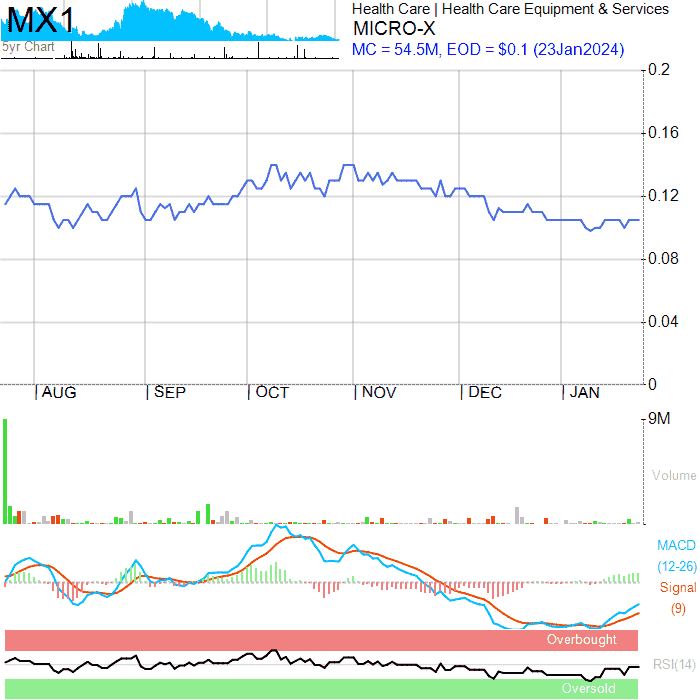 MX1
5yr Chart
Health Care | Health Care Equipment & Services
MICRO-X
MC = 54.5M, EOD = $0.1 (23Jan2024)
0.2
0.16
0.12
0.08
0.04
0
AUG SEP OCT NOV DEC JAN
9M
Volume
MACD
(12-26)
Signal
(9)
Overbought
RSI(14)
Oversold